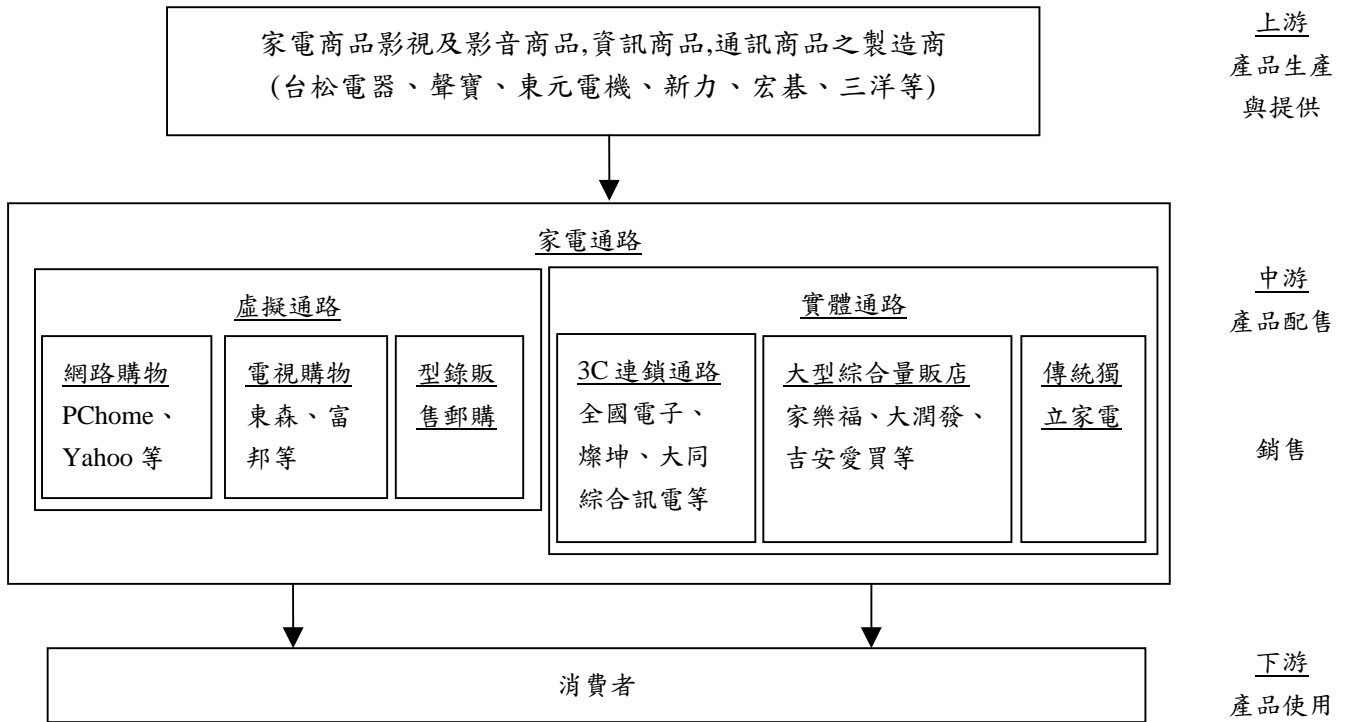 家電商品影視及影音商品,資訊商品,通訊商品之製造商
(台松電器、聲寶、東元電機、新力、宏碁、三洋等)
上游
產品生產
與提供
家電通路
虛擬通路
網路購物
PChome、
Yahoo 等
電視購物
東森、富
邦等
型錄販
售郵購
實體通路
3C 連鎖通路
全國電子、
燦坤、大同
綜合訊電等
大型綜合量販店
家樂福、大潤發、
吉安愛買等
傳統獨
立家電
中游
產品配售
銷售
消費者
下游
產品使用